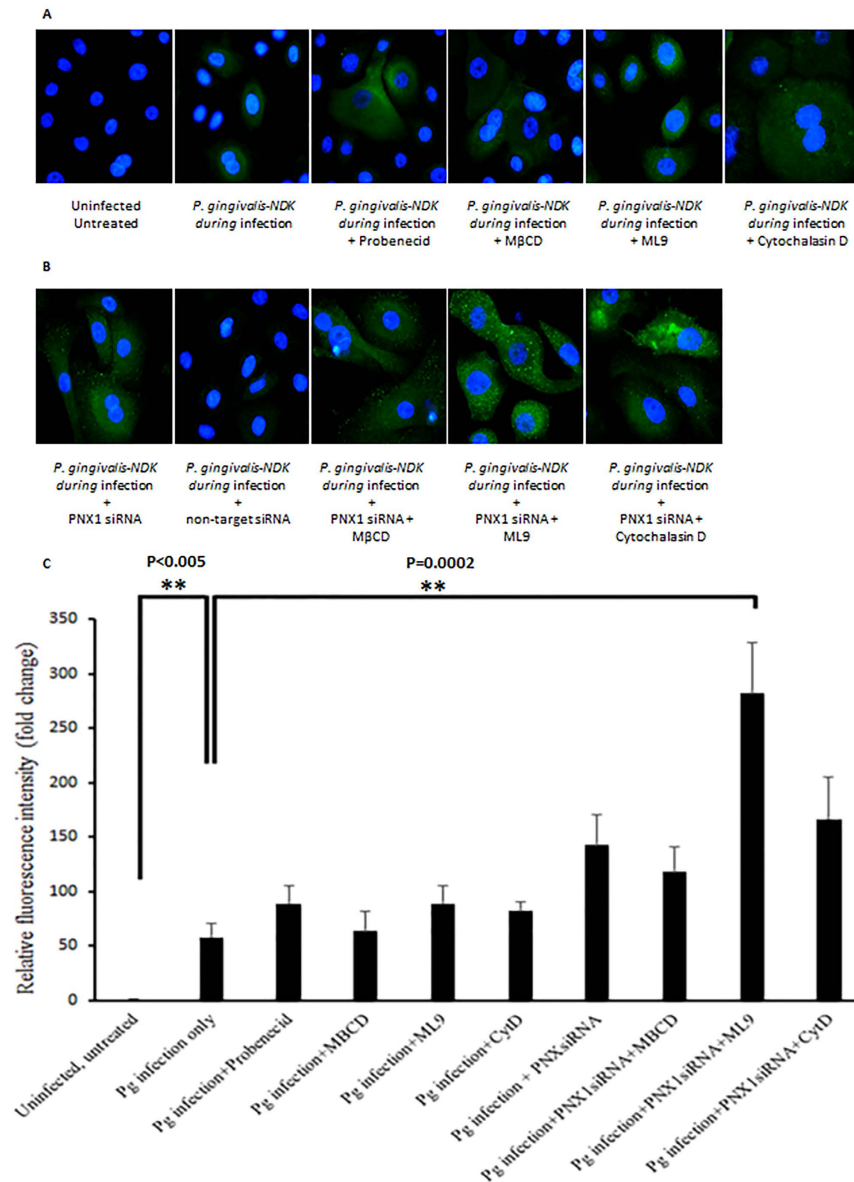 A
Uninfected
Untreated
P. gingivalis-NDK
during infection
P. gingivalis-NDK
during infection
+ Probenecid
P. gingivalis-NDK
during infection
+ MβCD
P. gingivalis-NDK
during infection
+ ML9
P. gingivalis-NDK
during infection
+ Cytochalasin D
B
P. gingivalis-NDK
during infection
+
PNX1 siRNA
P. gingivalis-NDK
during infection
+
non-target siRNA
P. gingivalis-NDK
during infection
+
PNX1 siRNA +
MβCD
P. gingivalis-NDK
during infection
+
PNX1 siRNA +
ML9
P. gingivalis-NDK
during infection
+
PNX1 siRNA +
Cytochalasin D
C
P<0.005
**
P=0.0002
**
Relative fluorescence intensity (fold change)
350
300
250
200
150
100
50
0
Uninfected, untreated
Pg infection only
Pg infection+Probenecid
Pg infection+MBCD
Pg infection+ML9
Pg infection+CytD
Pg infection + PNXsiRNA
Pg infection+PNX1siRNA+MBCD
Pg infection+PNX1siRNA+ML9
Pg infection+PNX1siRNA+CytD